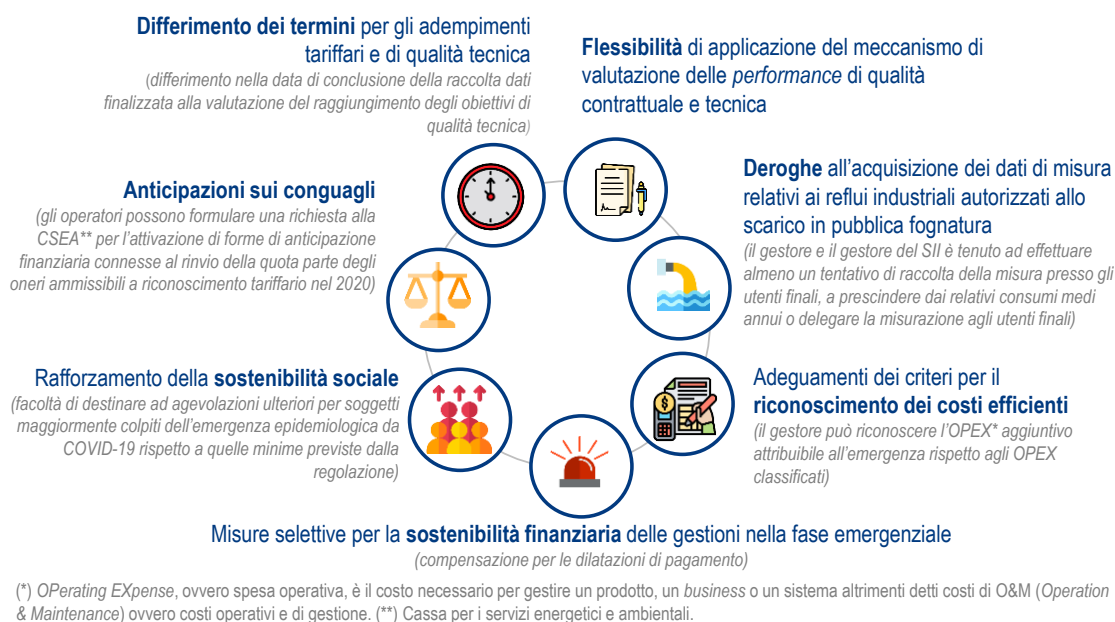 Differimento dei termini per gli adempimenti
tariffari e di qualità tecnica
(differimento nella data di conclusione della raccolta dati
finalizzata alla valutazione del raggiungimento degli obiettivi di
qualità tecnica)
Flessibilità di applicazione del meccanismo di
valutazione delle performance di qualità
contrattuale e tecnica
Anticipazioni sui conguagli
(gli operatori possono formulare una richiesta alla
CSEA** per l'attivazione di forme di anticipazione
finanziaria connesse al rinvio della quota parte degli
oneri ammissibili a riconoscimento tariffario nel 2020)
Deroghe all'acquisizione dei dati di misura
relativi ai reflui industriali autorizzati allo
scarico in pubblica fognatura
(il gestore e il gestore del SII è tenuto ad effettuare
almeno un tentativo di raccolta della misura presso gli
utenti finali, a prescindere dai relativi consumi medi
annui o delegare la misurazione agli utenti finali)
Rafforzamento della sostenibilità sociale
(facoltà di destinare ad agevolazioni ulteriori per soggetti
maggiormente colpiti dell'emergenza epidemiologica da
COVID-19 rispetto a quelle minime previste dalla
regolazione)
Adeguamenti dei criteri per il
riconoscimento dei costi efficienti
(il gestore può riconoscere l'OPEX* aggiuntivo
attribuibile all'emergenza rispetto agli OPEX
classificati)
Misure selettive per la sostenibilità finanziaria delle gestioni nella fase emergenziale
(compensazione per le dilatazioni di pagamento)
(*) OPerating EXpense, ovvero spesa operativa, è il costo necessario per gestire un prodotto, un business o un sistema altrimenti detti costi di O&M (Operation
& Maintenance) ovvero costi operativi e di gestione. (**) Cassa per i servizi energetici e ambientali.